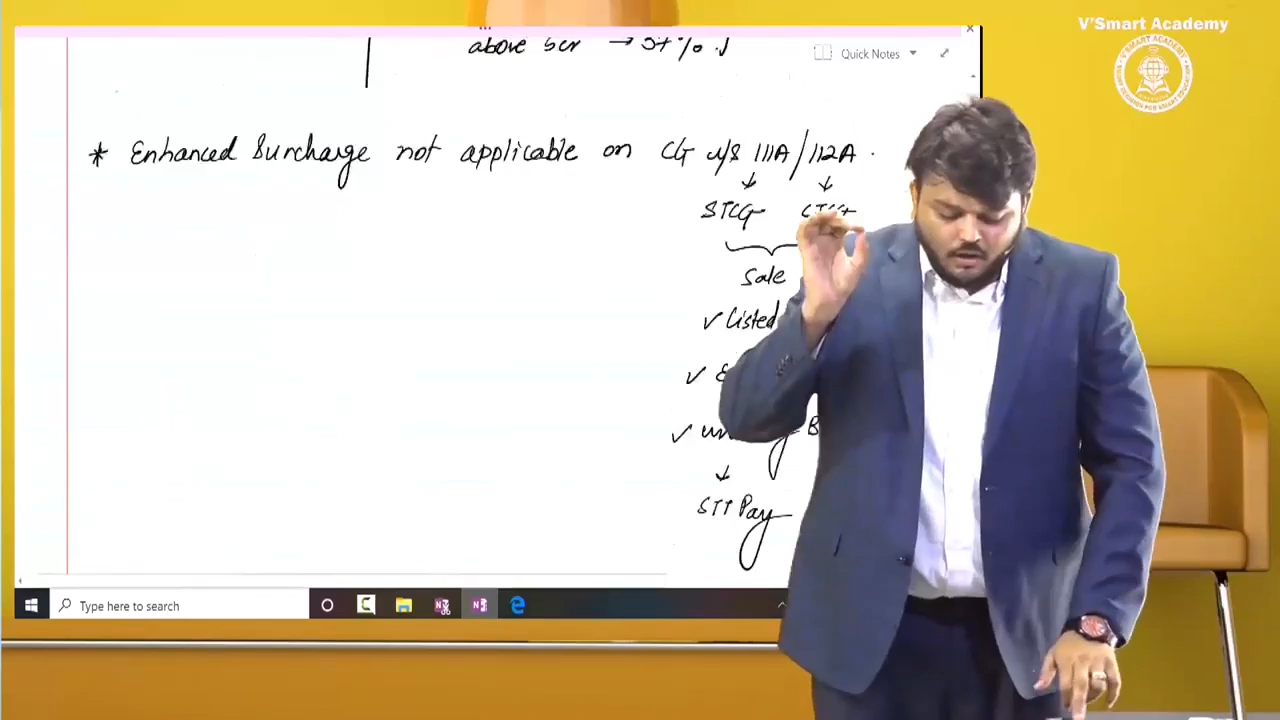 V'Smart Academy
above 5cr → 37%
Quick Notes
* Enhanced Surcharge not applicable on CG u/s 111A/112A.
STCG LTCG
Sale
✓ Listed
✓ E
✓
STT Pay
Type here to search